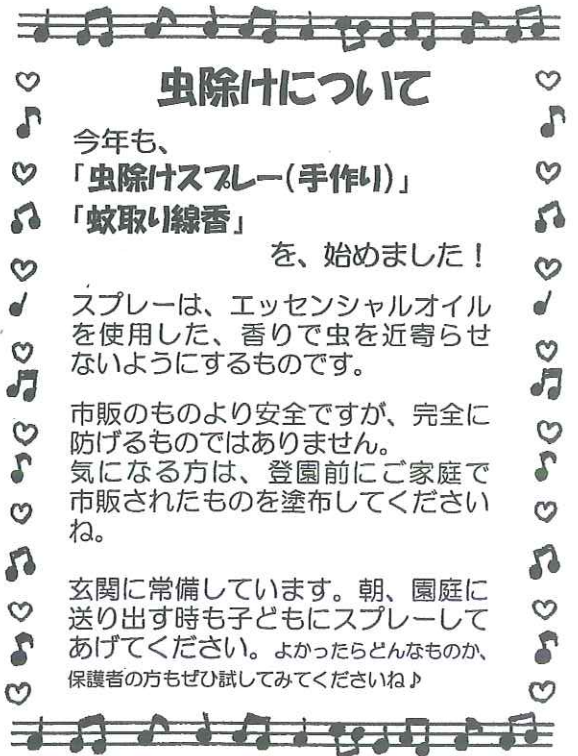 虫除けについて
今年も、
「虫除けスプレー(手作り)」
「蚊取り線香」
を、始めました！
スプレーは、エッセンシャルオイル
を使用した、香りで虫を近寄らせ
ないようにするものです。
市販のものより安全ですが、完全に
防げるものではありません。
気になる方は、登園前にご家庭で
市販されたものを塗布してください
ね。
玄関に常備しています。朝、園庭に
送り出す時も子どもにスプレーして
あげてください。よかったらどんなものか、
保護者の方もぜひ試してみてくださいね♪